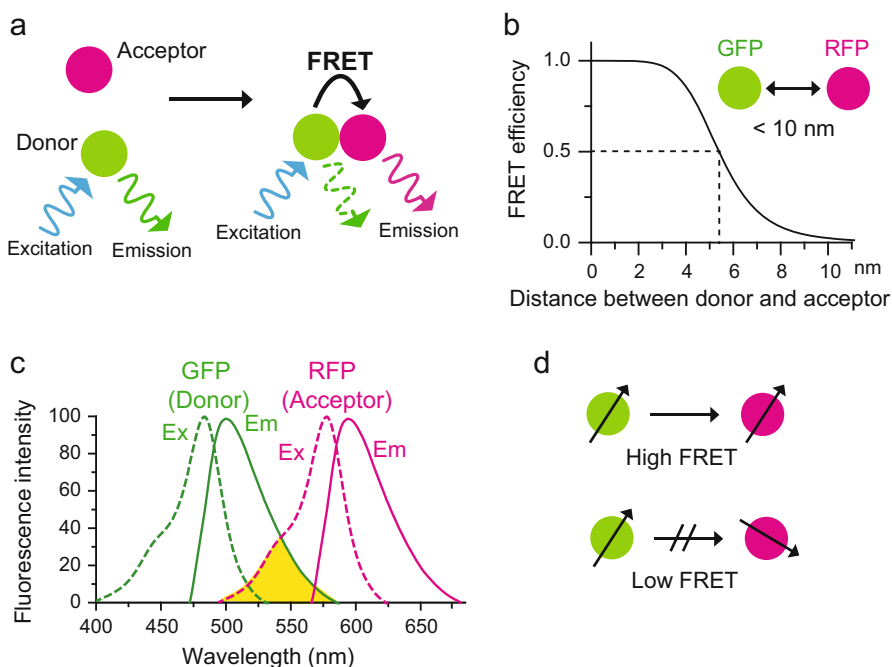 a
Acceptor
FRET
Donor
Excitation
Emission
Excitation
Emission
b
GFP
RFP
< 10 nm
FRET efficiency
1.0
0.5
0.0
0 2 4 6 8 10 nm
Distance between donor and acceptor
c
GFP
(Donor)
RFP
(Acceptor)
Ex
Em
Ex
Em
Fluorescence intensity
100
80
60
40
20
0
400 450 500 550 600 650
Wavelength (nm)
d
High FRET
Low FRET